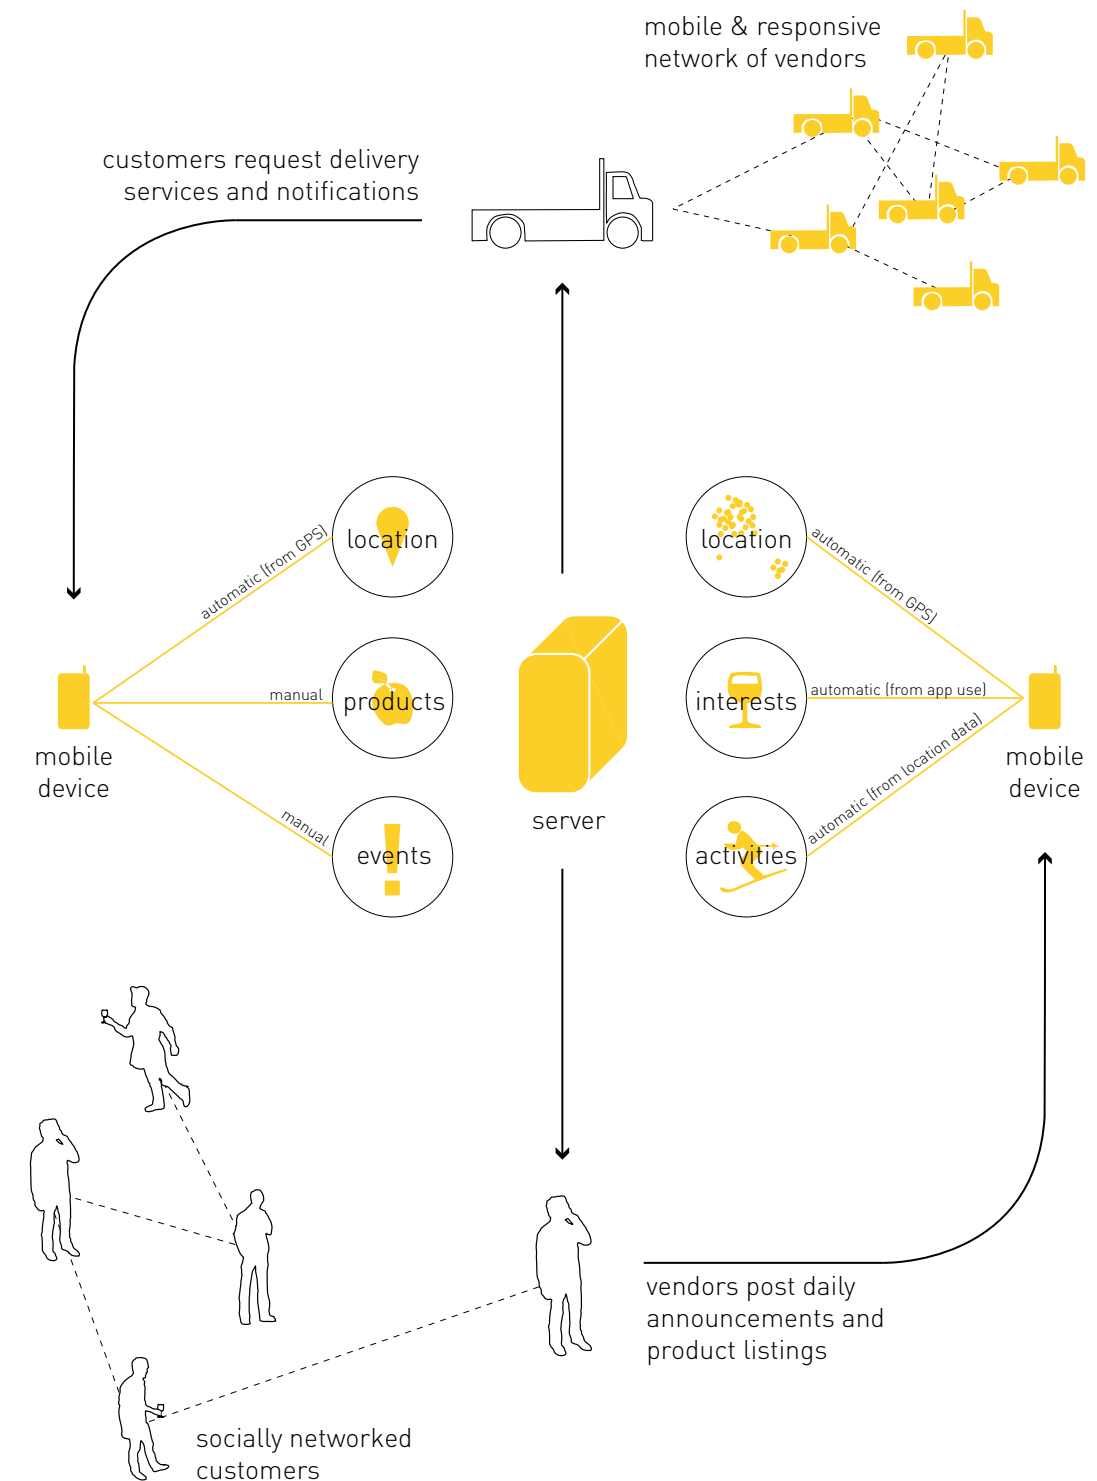 mobile & responsive
network of vendors
customers request delivery
services and notifications
location
location
automatic (from GPS)
automatic (from GPS)
manual
products
interests
automatic (from app use)
mobile
device
mobile
device
manual
events
server
activities
automatic (from location data)
vendors post daily
announcements and
product listings
socially networked
customers